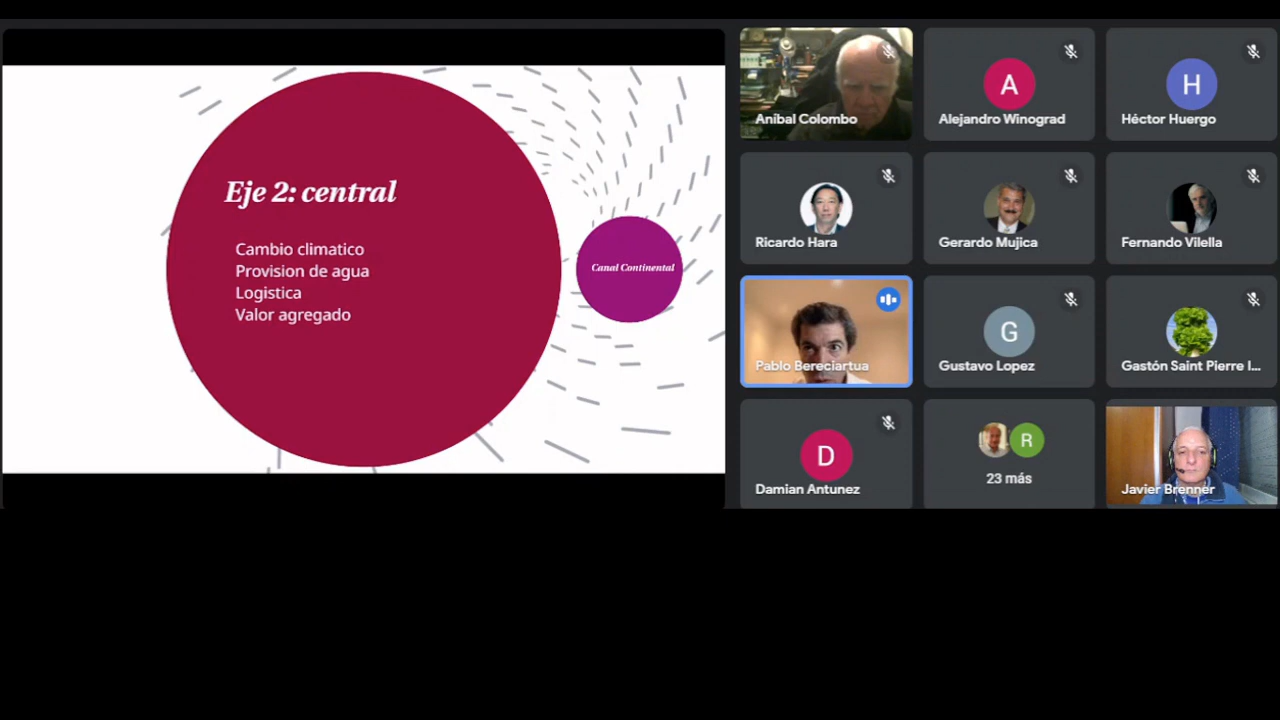 Eje 2: central
Cambio climatico
Provision de agua
Logistica
Valor agregado
Canal Continental
Aníbal Colombo
A
Alejandro Winograd
H
Héctor Huergo
Ricardo Hara
Gerardo Mujica
Fernando Vilella
Pablo Bereciartua
G
Gustavo Lopez
Gastón Saint Pierre I...
D
Damian Antunez
R
23 más
Javier Brenner